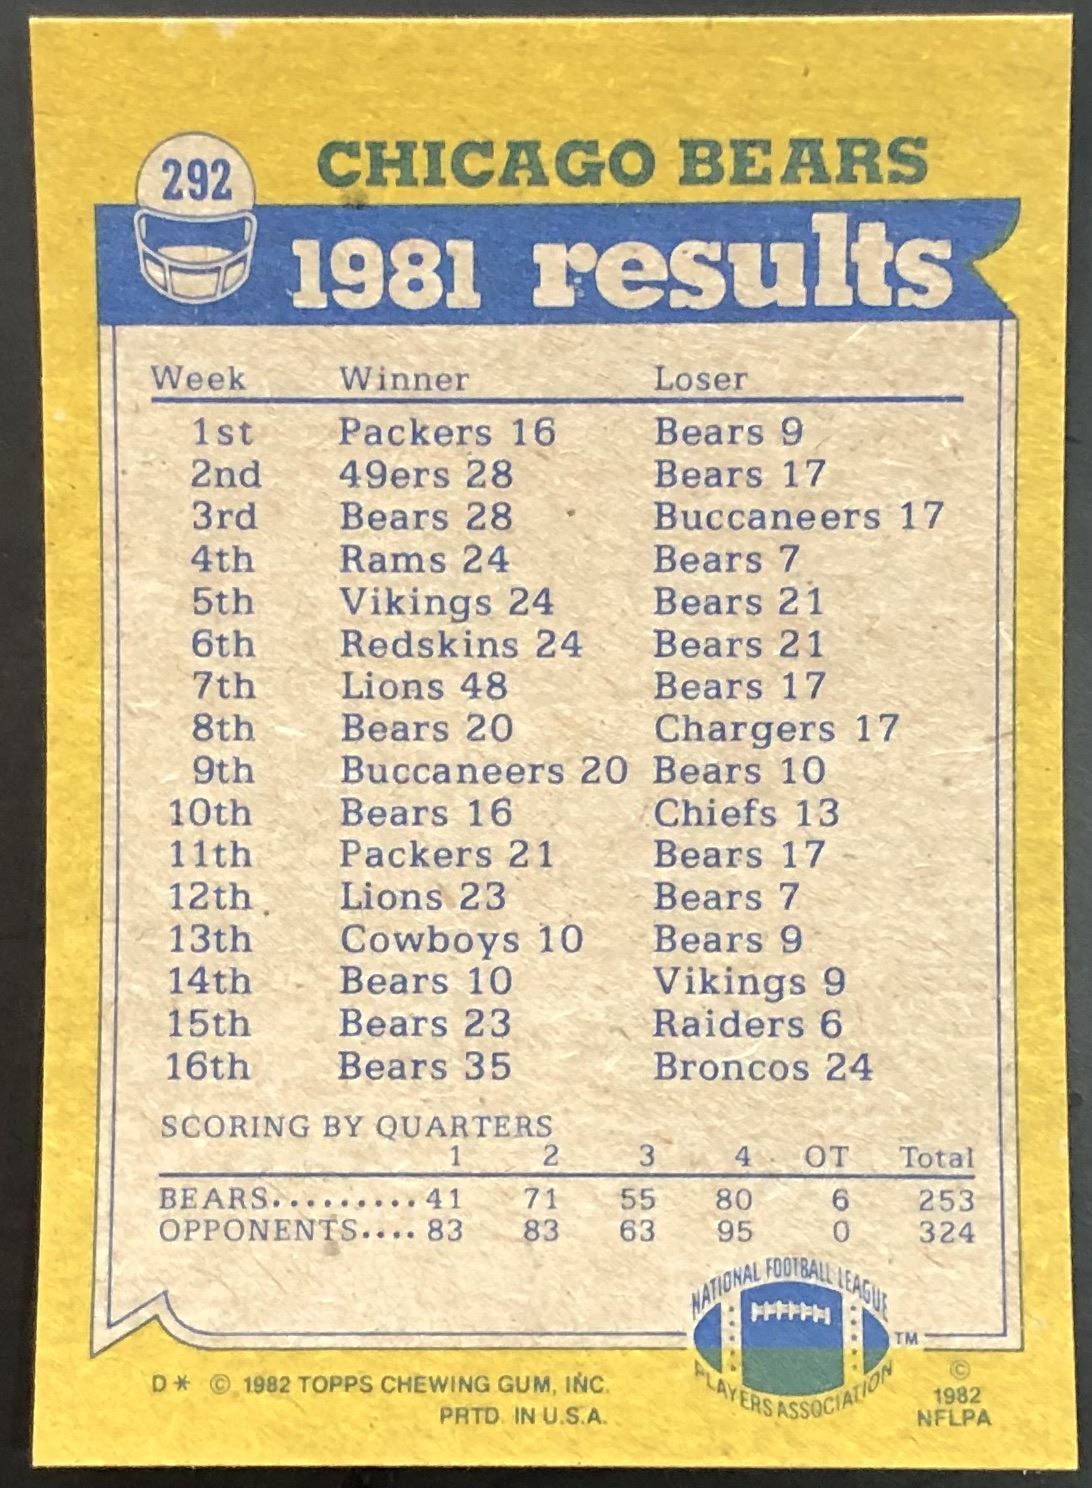 292
CHICAGO BEARS
1981 results
Week Winner Loser
1st Packers 16 Bears 9
2nd 49ers 28 Bears 17
3rd Bears 28 Buccaneers 17
4th Rams 24 Bears 7
5th Vikings 24 Bears 21
6th Redskins 24 Bears 21
7th Lions 48 Bears 17
8th Bears 20 Chargers 17
9th Buccaneers 20 Bears 10
10th Bears 16 Chiefs 13
11th Packers 21 Bears 17
12th Lions 23 Bears 7
13th Cowboys 10 Bears 9
14th Bears 10 Vikings 9
15th Bears 23 Raiders 6
16th Bears 35 Broncos 24
SCORING BY QUARTERS
1 2 3 4 OT Total
BEARS......... 41 71 55 80 6 253
OPPONENTS.... 83 83 63 95 0 324
NATIONAL FOOTBALL LEAGUE
PLAYERS ASSOCIATION
TM
D * © 1982 TOPPS CHEWING GUM, INC.
PRTD. IN U.S.A.
©
1982
NFLPA